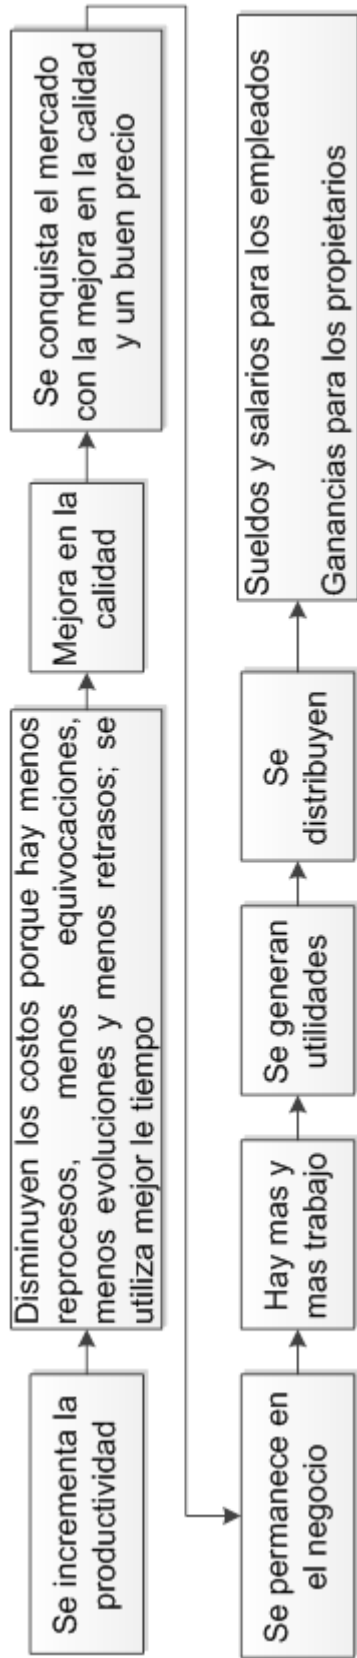 Se incrementa la
productividad
Disminuyen los costos porque hay menos
reprocesos, menos equivocaciones,
menos evoluciones y menos retrasos; se
utiliza mejor le tiempo
Mejora en la
calidad
Se conquista el mercado
con la mejora en la calidad
y un buen precio
Se permanece en
el negocio
Hay mas y
mas trabajo
Se generan
utilidades
Se
distribuyen
Sueldos y salarios para los empleados
Ganancias para los propietarios